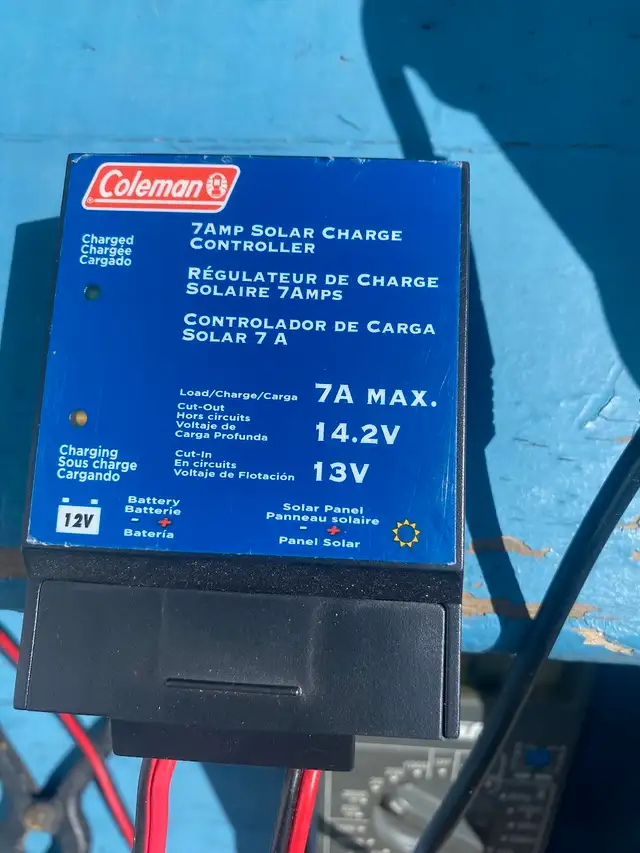 Coleman
7Amp Solar Charge
Controller
Régulateur de Charge
Solaire 7Amps
Controlador de Carga
Solar 7 A
Charged
Chargée
Cargado
Load/Charge/Carga 7A MAX.
Cut-Out
Hors circuits
Voltaje de
Carga Profunda
14.2V
Cut-In
En circuits
Voltaje de Flotación
13V
Charging
Sous charge
Cargando
12V
Battery
Batterie
- +
Batería
Solar Panel
Panneau solaire
- +
Panel Solar